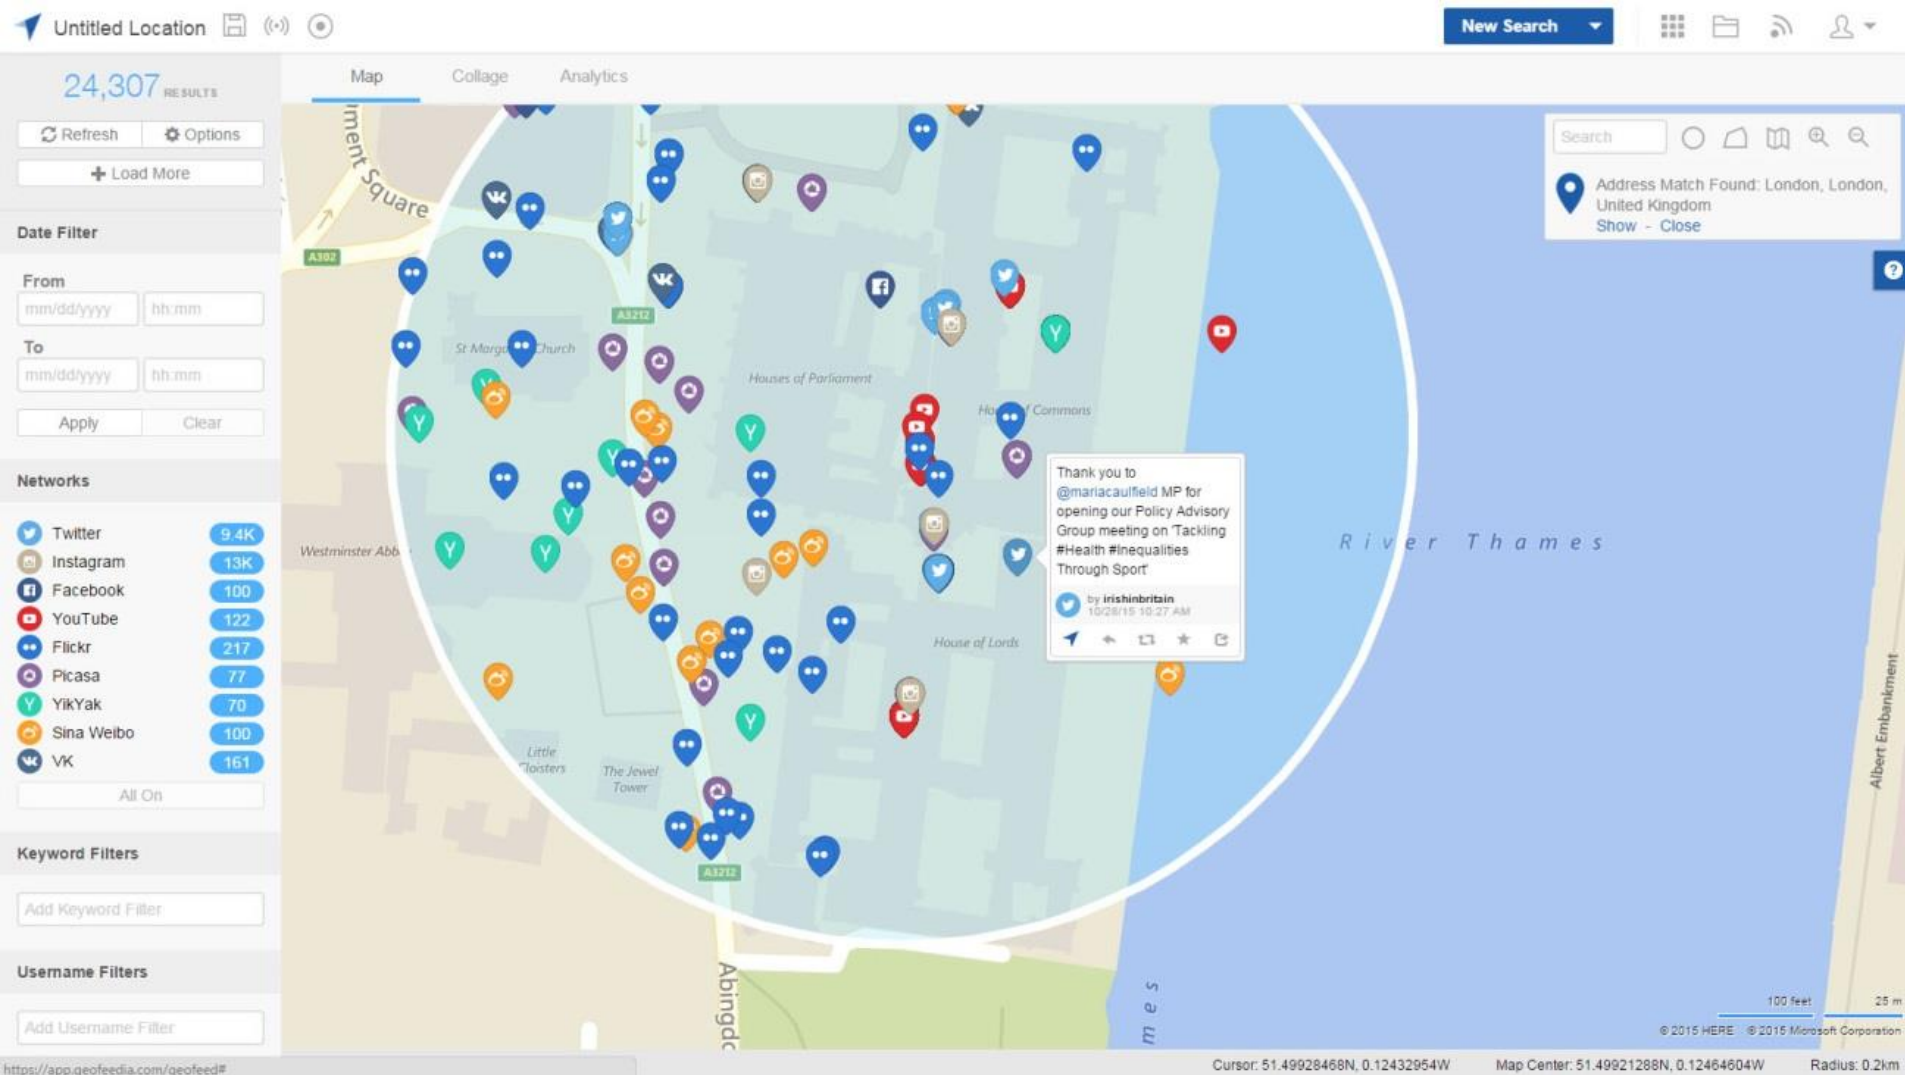 Untitled Location
New Search
24,307 RESULTS
Refresh
Options
Load More
Date Filter
From
mm/dd/yyyy
hh:mm
To
mm/dd/yyyy
hh:mm
Apply
Clear
Networks
Twitter 9.4K
Instagram 13K
Facebook 100
YouTube 122
Flickr 217
Picasa 77
YikYak 70
Sina Weibo 100
VK 161
All On
Keyword Filters
Add Keyword Filter
Username Filters
Add Username Filter
https://app.geofeedia.com/geofeed#
Map
Collage
Analytics
Search
Address Match Found: London, London,
United Kingdom
Show - Close
?
Square
A302
A3212
Church
Houses of Parliament
Commons
Westminster
House of Lords
Little
Cloisters
The Jewel
Tower
A3212
River Thames
Albert Embankment
Thank you to
@mariacaulfield MP for
opening our Policy Advisory
Group meeting on 'Tackling
#Health #Inequalities
Through Sport'
by irishinbritain
10/28/15 10:27 AM
100 feet
25 m
© 2015 HERE © 2015 Microsoft Corporation
Cursor: 51.49928468N, 0.12432954W
Map Center: 51.49921288N, 0.12464604W
Radius: 0.2km